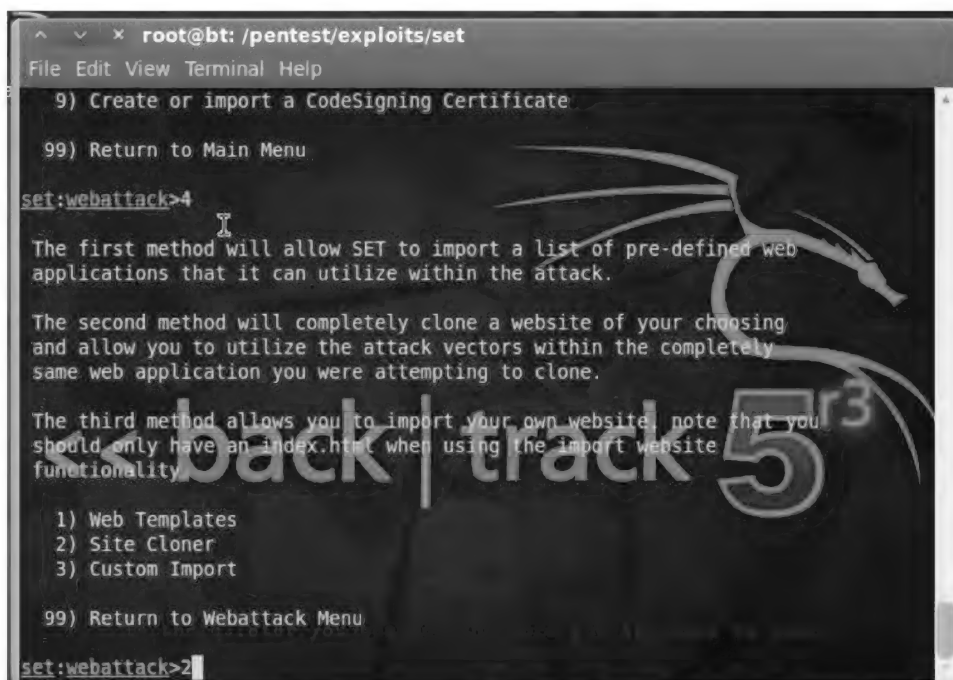 root@bt: /pentest/exploits/set
File Edit View Terminal Help
9) Create or import a CodeSigning Certificate
99) Return to Main Menu
set:webattack>4
The first method will allow SET to import a list of pre-defined web
applications that it can utilize within the attack.
The second method will completely clone a website of your choosing
and allow you to utilize the attack vectors within the completely
same web application you were attempting to clone.
The third method allows you to import your own website, note that you
should only have an index.html when using the import website
functionality.
<< back | track 5 r3
1) Web Templates
2) Site Cloner
3) Custom Import
99) Return to Webattack Menu
set:webattack>2